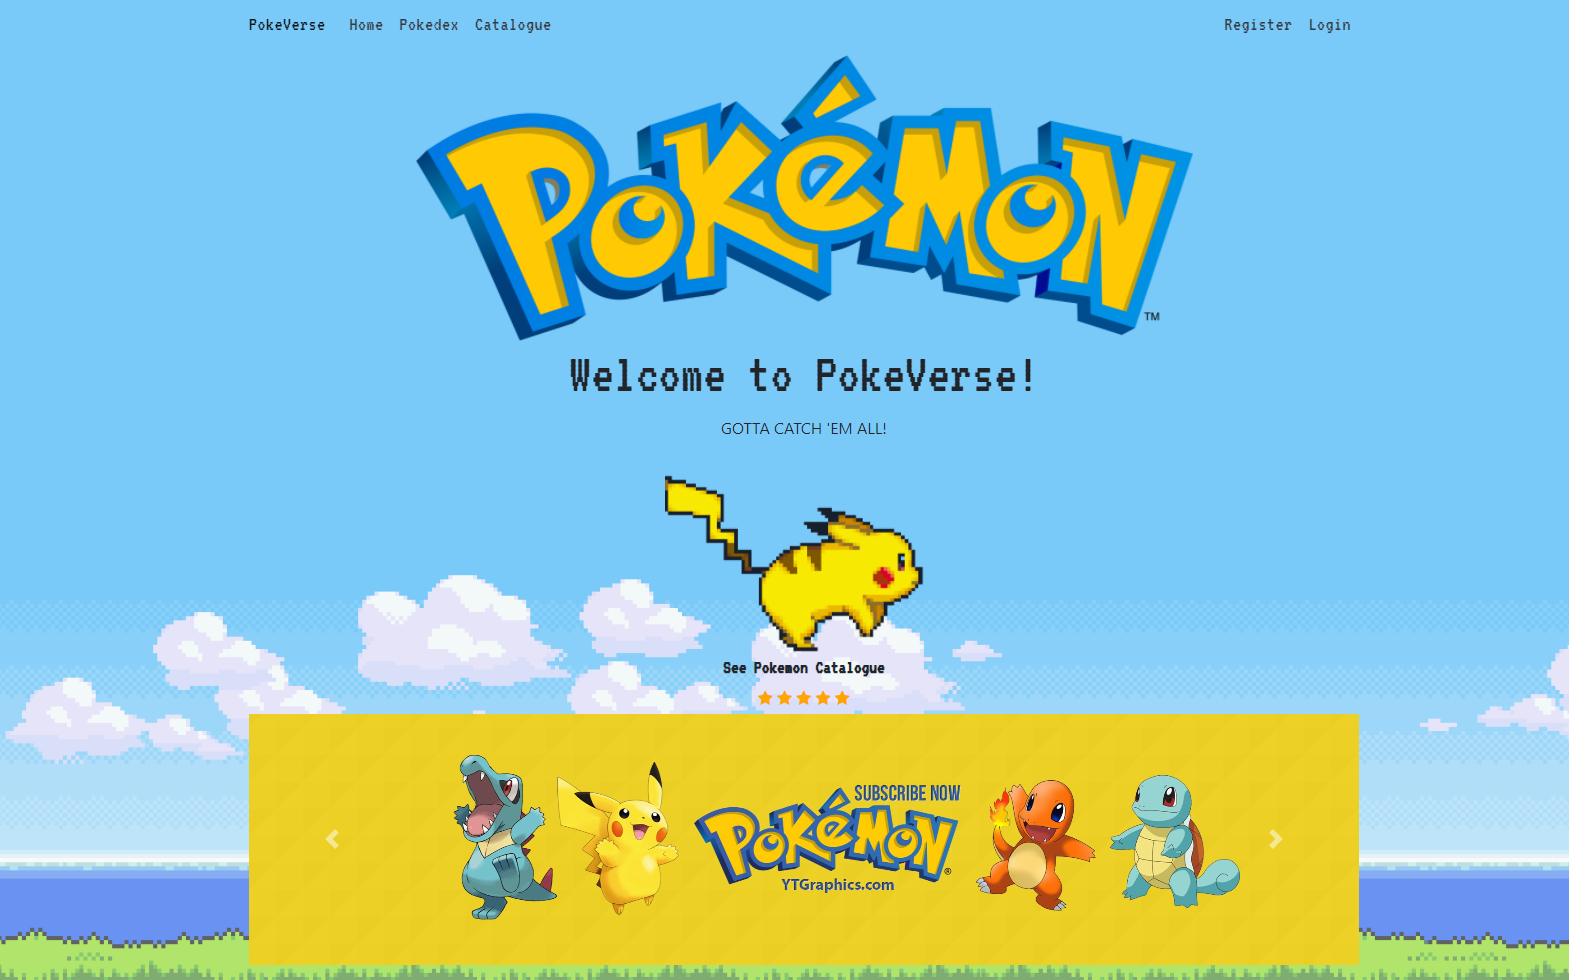 PokeVerse Home Pokedex Catalogue Register Login
POKéMON
TM
Welcome to PokeVerse!
GOTTA CATCH 'EM ALL!
See Pokemon Catalogue
SUBSCRIBE NOW
POKéMON
®
YTGraphics.com